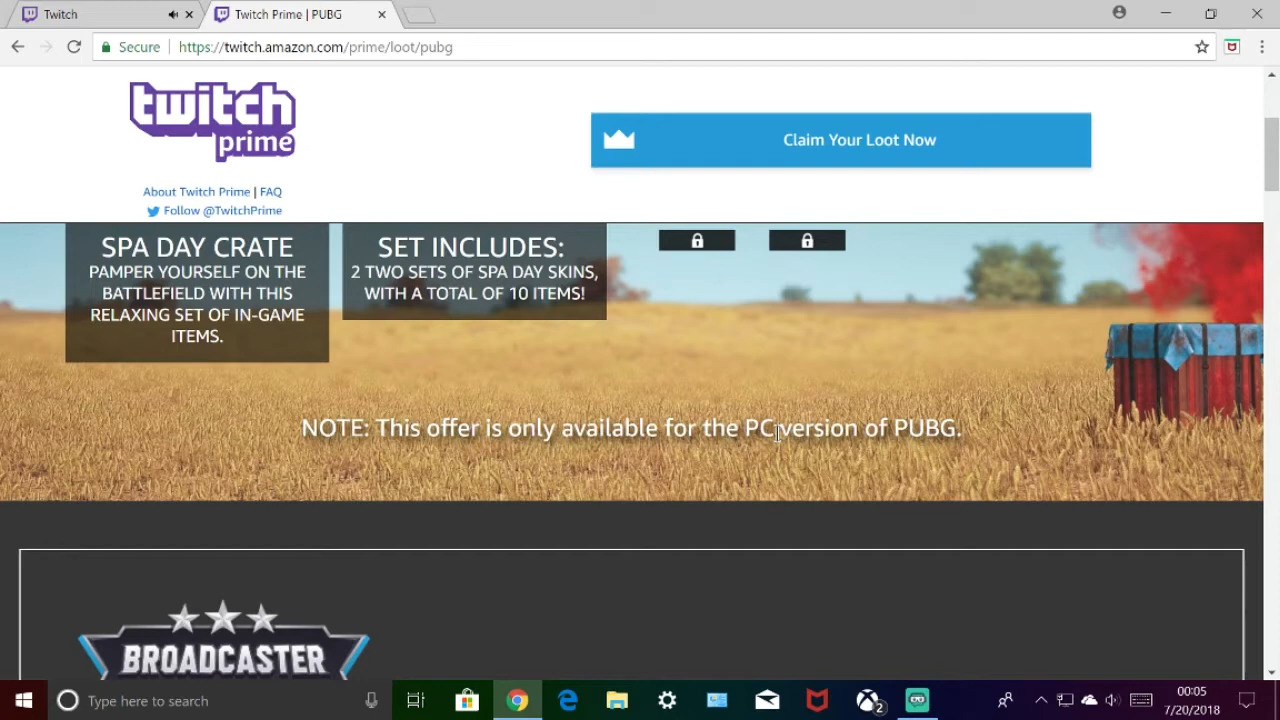 Twitch
Twitch Prime | PUBG
Secure
https://twitch.amazon.com/prime/loot/pubg
twitch
prime
Claim Your Loot Now
About Twitch Prime | FAQ
Follow @TwitchPrime
SPA DAY CRATE
PAMPER YOURSELF ON THE
BATTLEFIELD WITH THIS
RELAXING SET OF IN-GAME
ITEMS.
SET INCLUDES:
2 TWO SETS OF SPA DAY SKINS,
WITH A TOTAL OF 10 ITEMS!
NOTE: This offer is only available for the PC version of PUBG.
BROADCASTER
Type here to search
2
00:05
7/20/2018